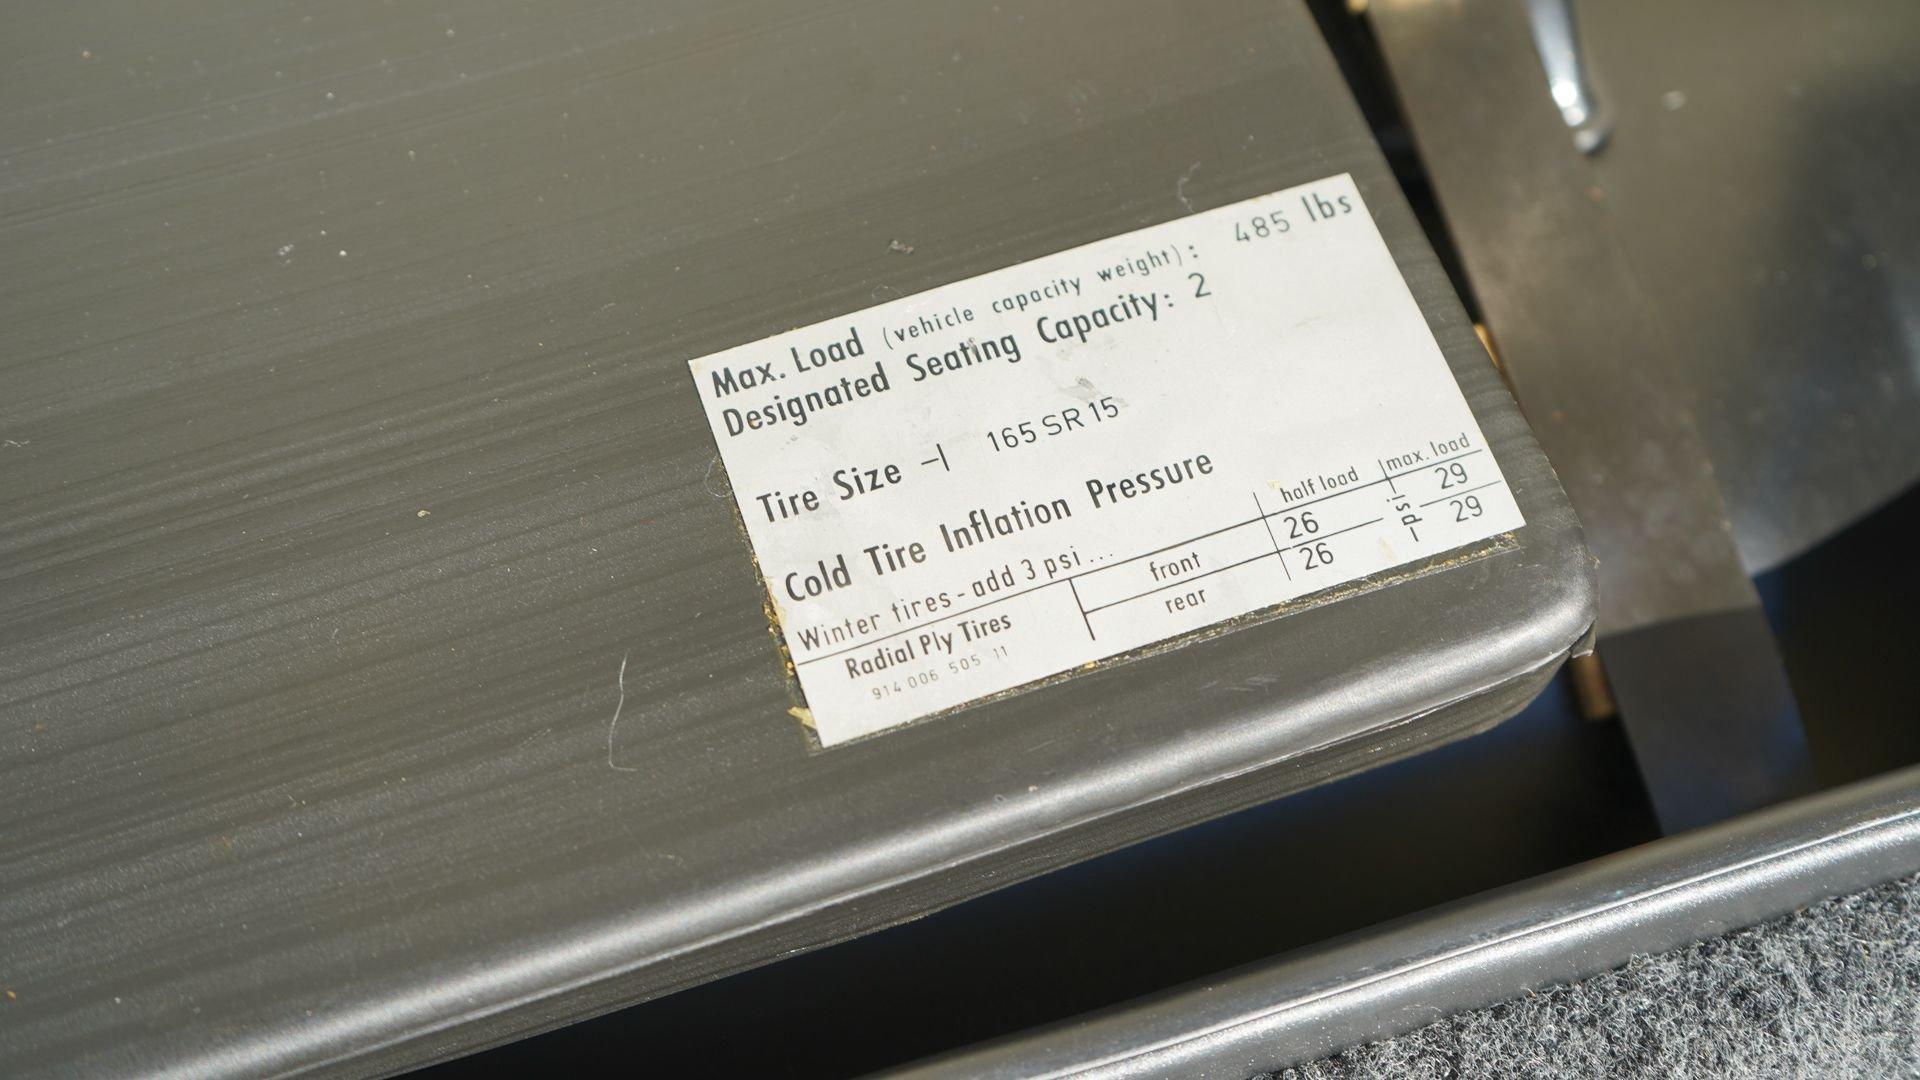 Max. Load (vehicle capacity weight): 485 lbs
Designated Seating Capacity: 2
Tire Size ⊣ 165 SR 15
Cold Tire Inflation Pressure
Winter tires - add 3 psi ... half load max. load
Radial Ply Tires front 26 psi 29
rear 26 29
914 006 505 11